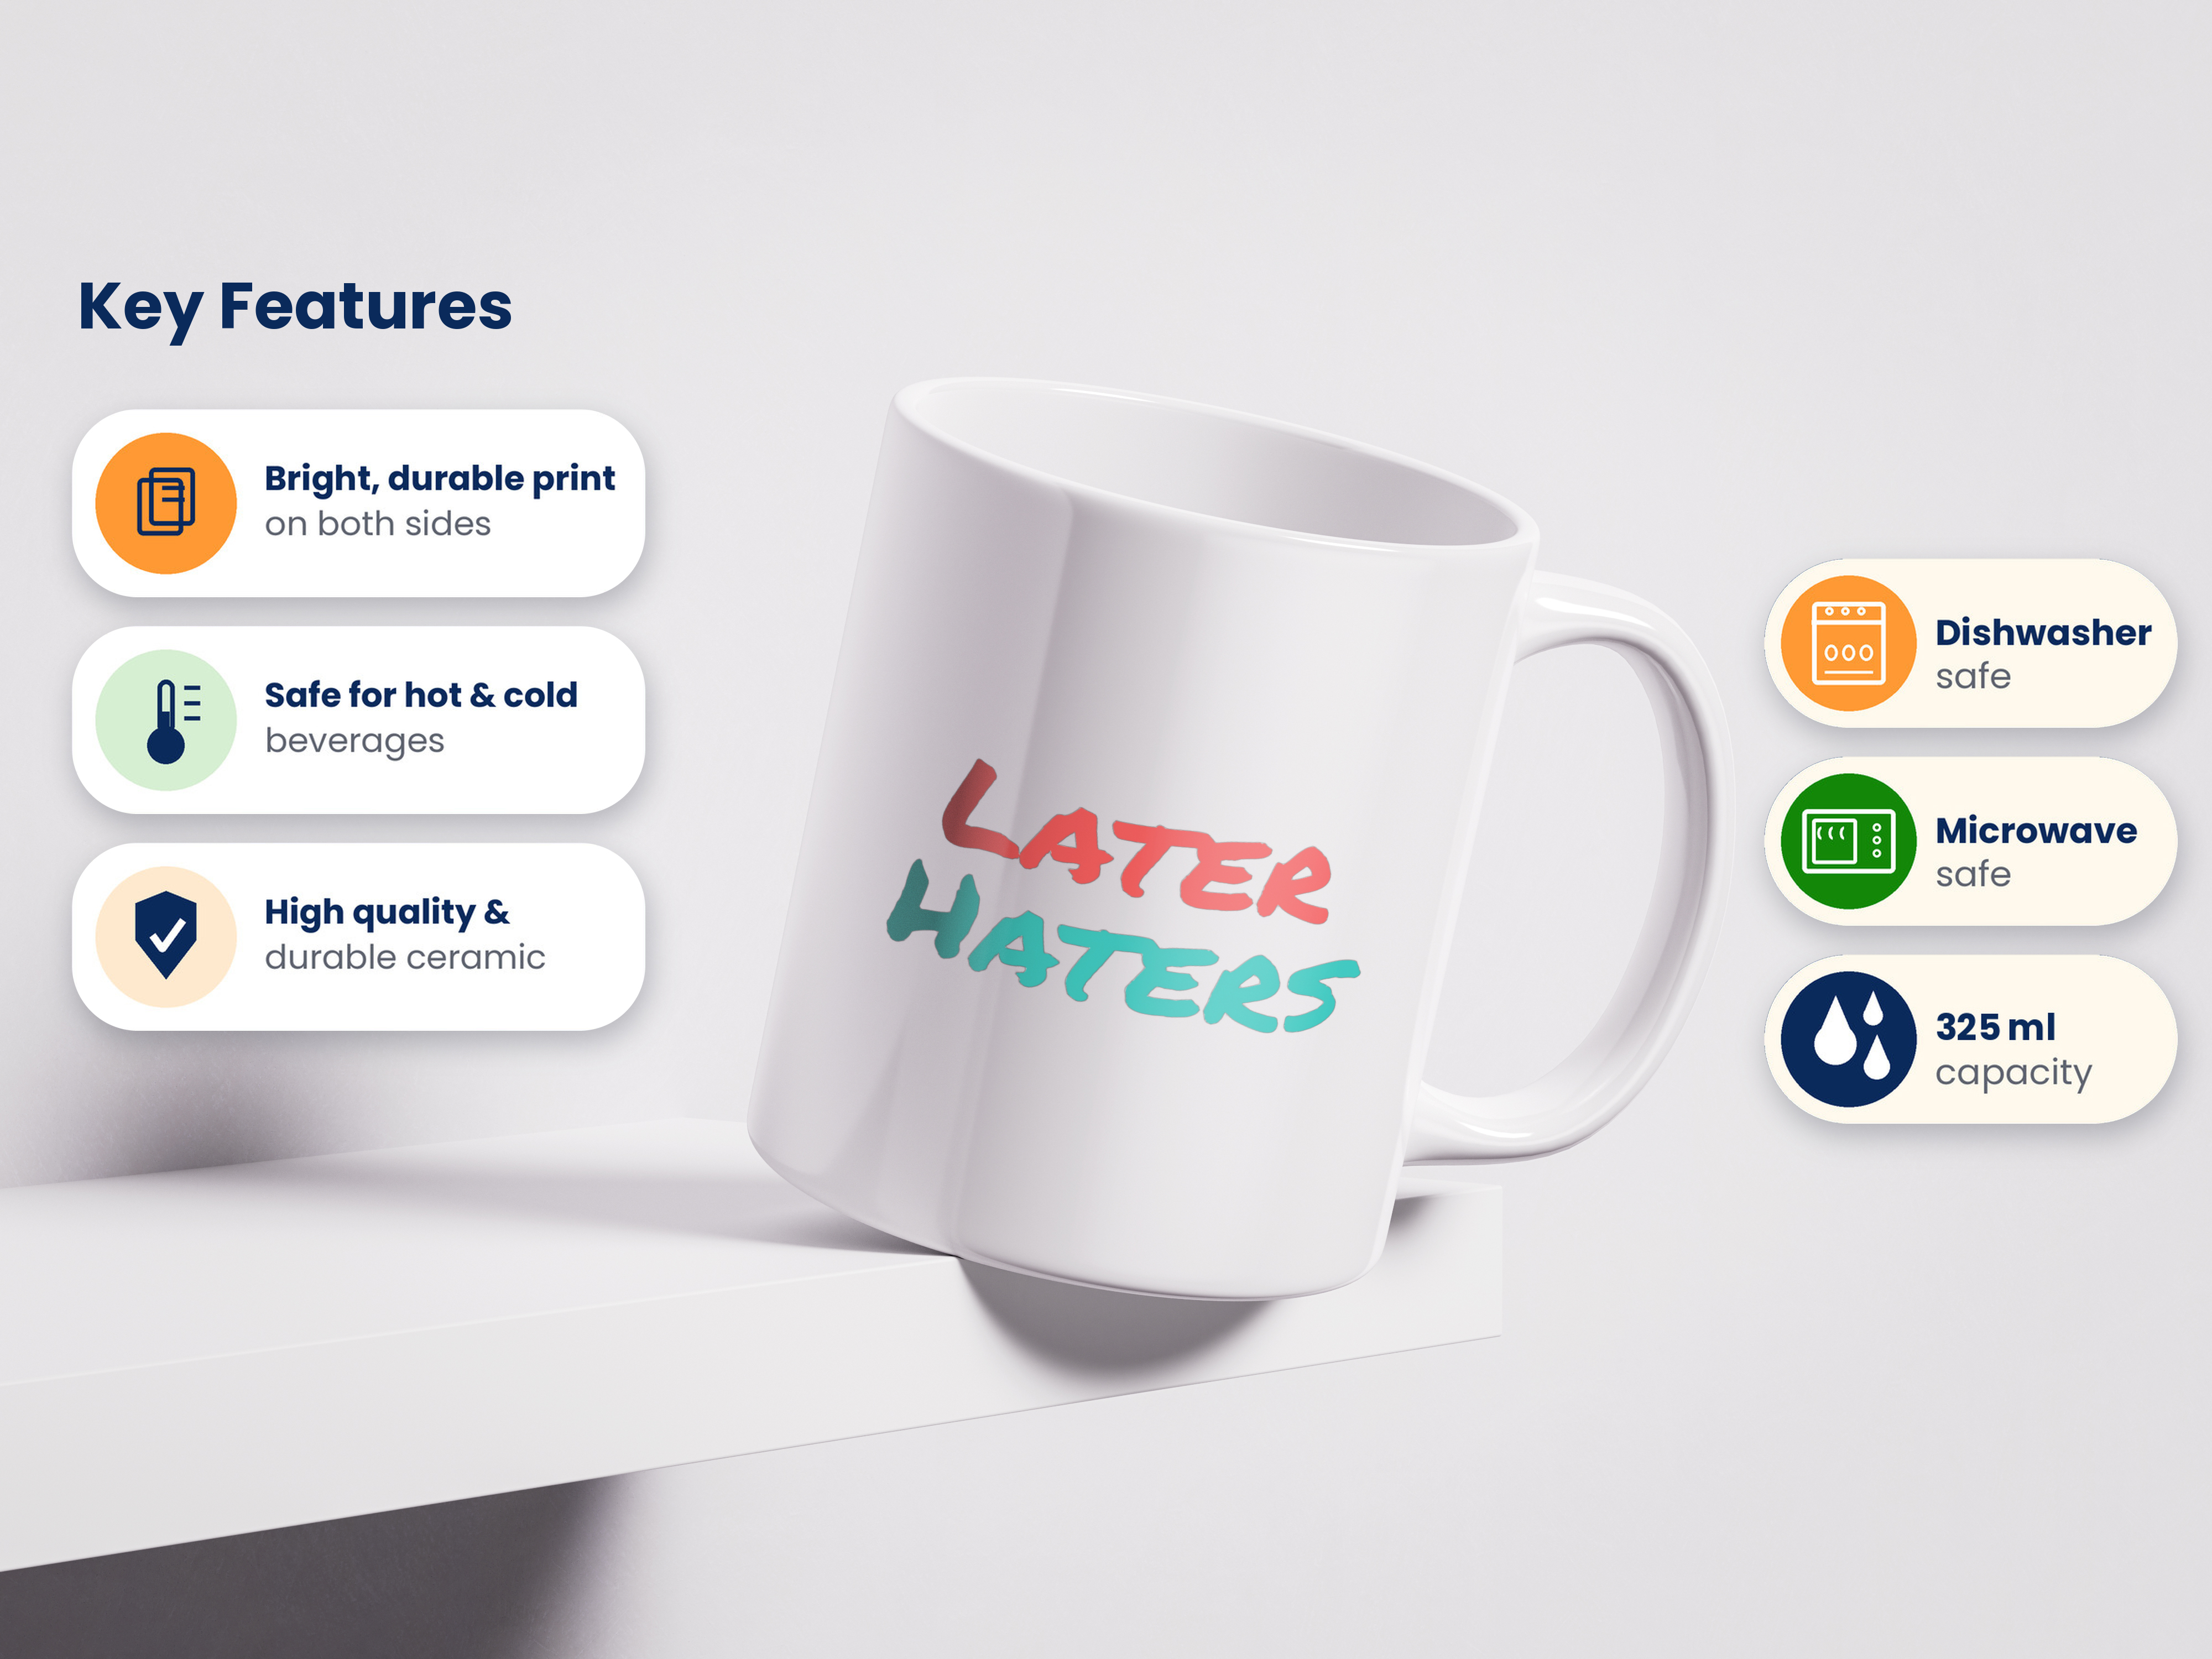 Key Features
Bright, durable print
on both sides
Safe for hot & cold
beverages
High quality &
durable ceramic
LATER
HATERS
Dishwasher
safe
Microwave
safe
325 ml
capacity